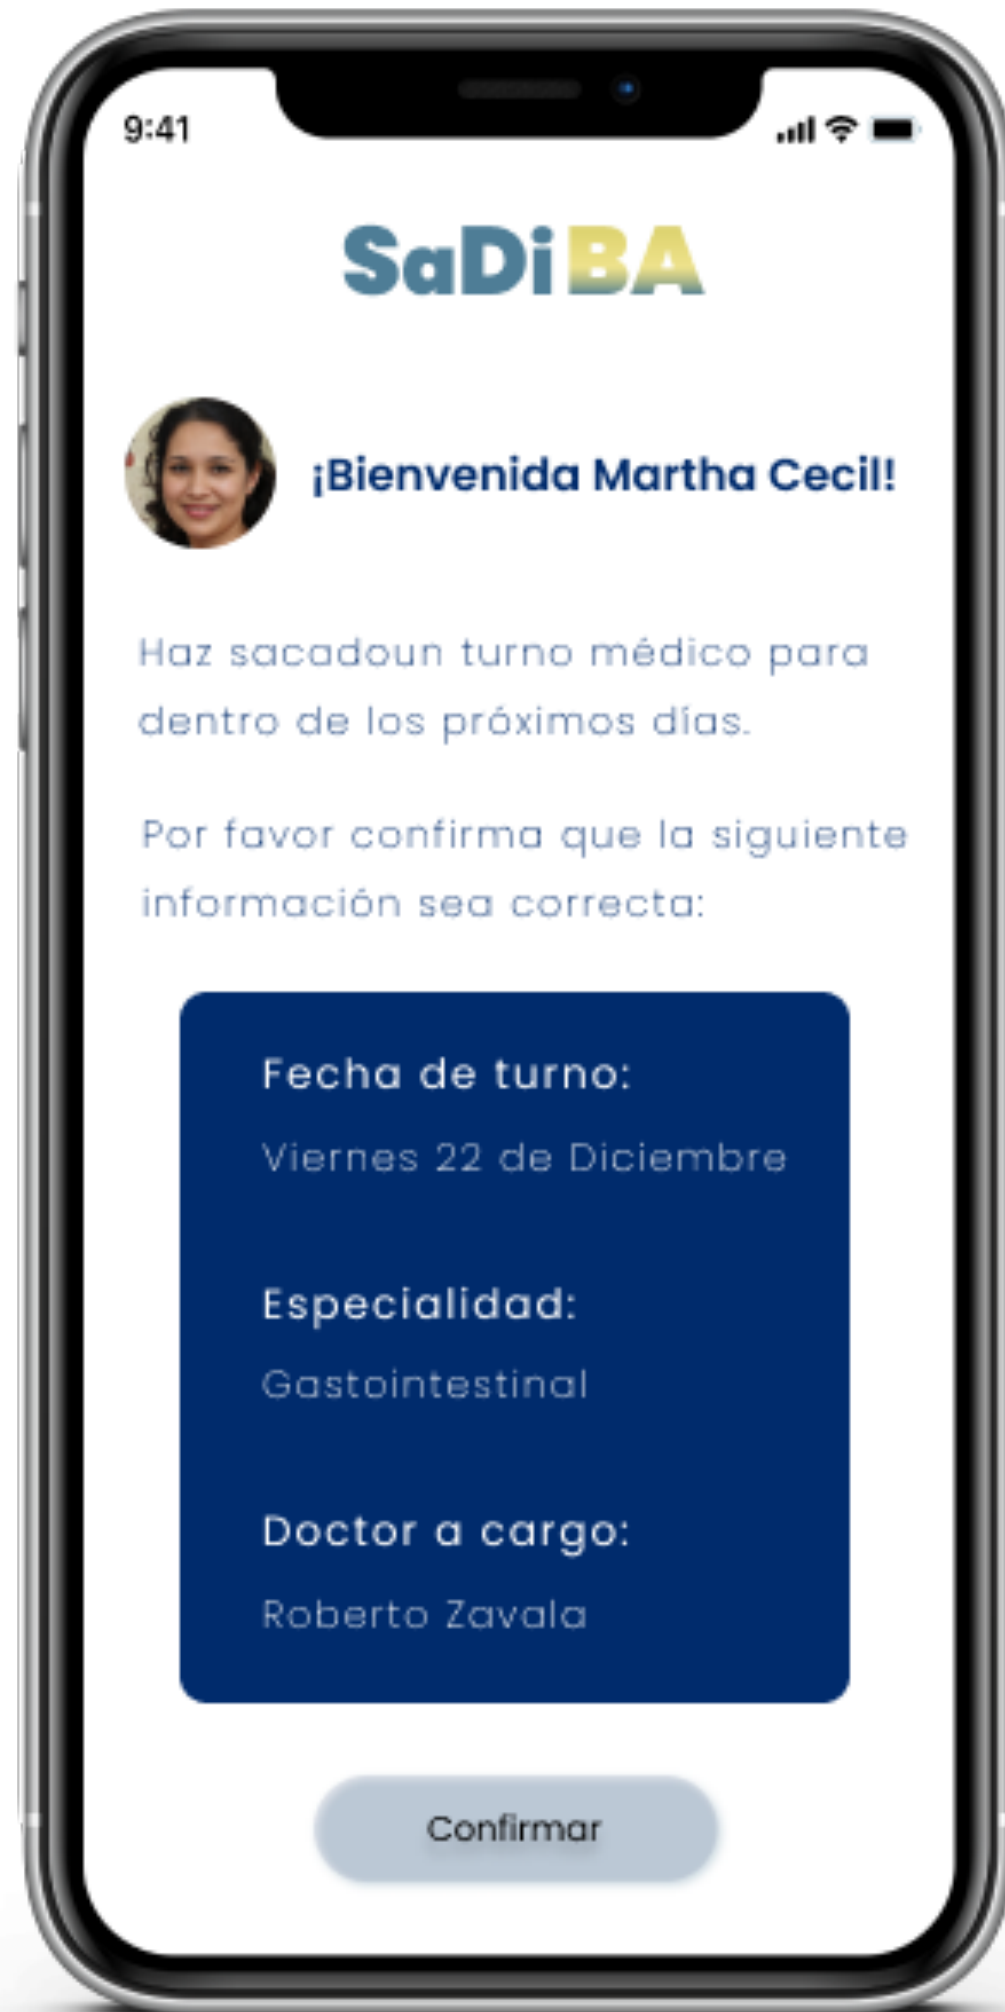 9:41
SaDiBA
¡Bienvenida Martha Cecil!
Haz sacadoun turno médico para
dentro de los próximos días.
Por favor confirma que la siguiente
información sea correcta:
Fecha de turno:
Viernes 22 de Diciembre
Especialidad:
Gastointestinal
Doctor a cargo:
Roberto Zavala
Confirmar